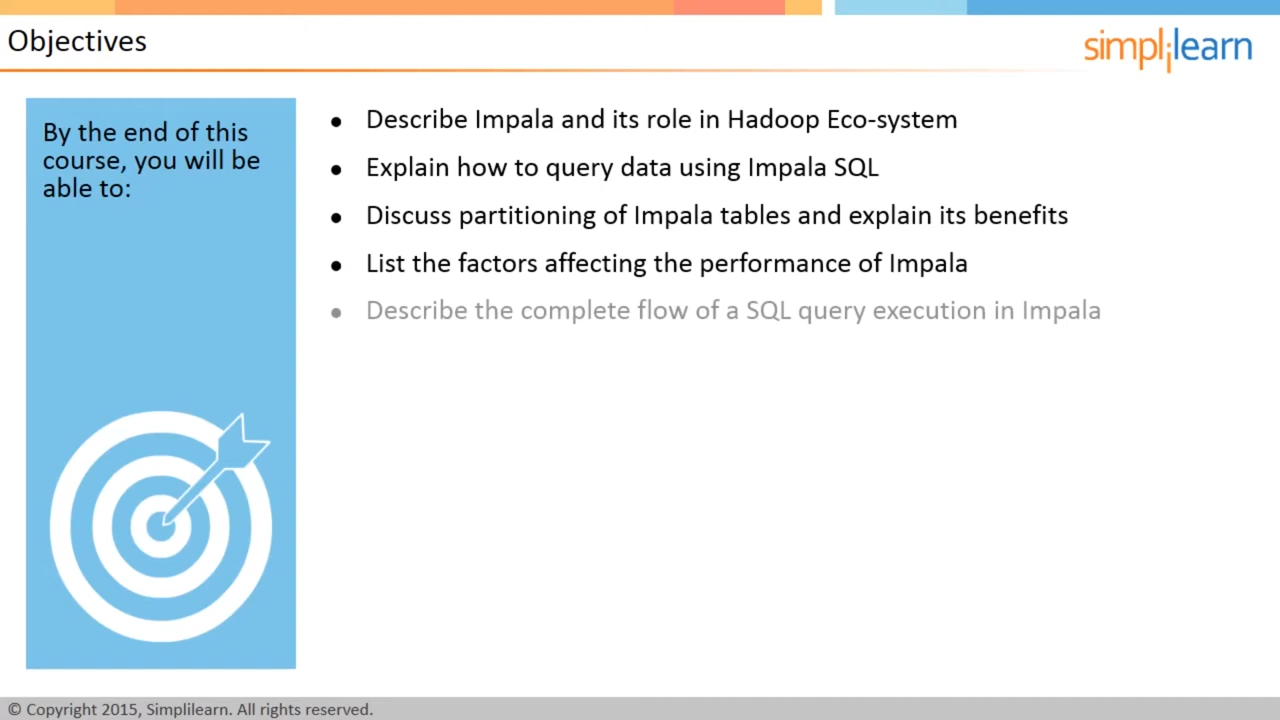 Objectives
simplilearn
By the end of this
course, you will be
able to:
• Describe Impala and its role in Hadoop Eco-system
• Explain how to query data using Impala SQL
• Discuss partitioning of Impala tables and explain its benefits
• List the factors affecting the performance of Impala
• Describe the complete flow of a SQL query execution in Impala
© Copyright 2015, Simplilearn. All rights reserved.